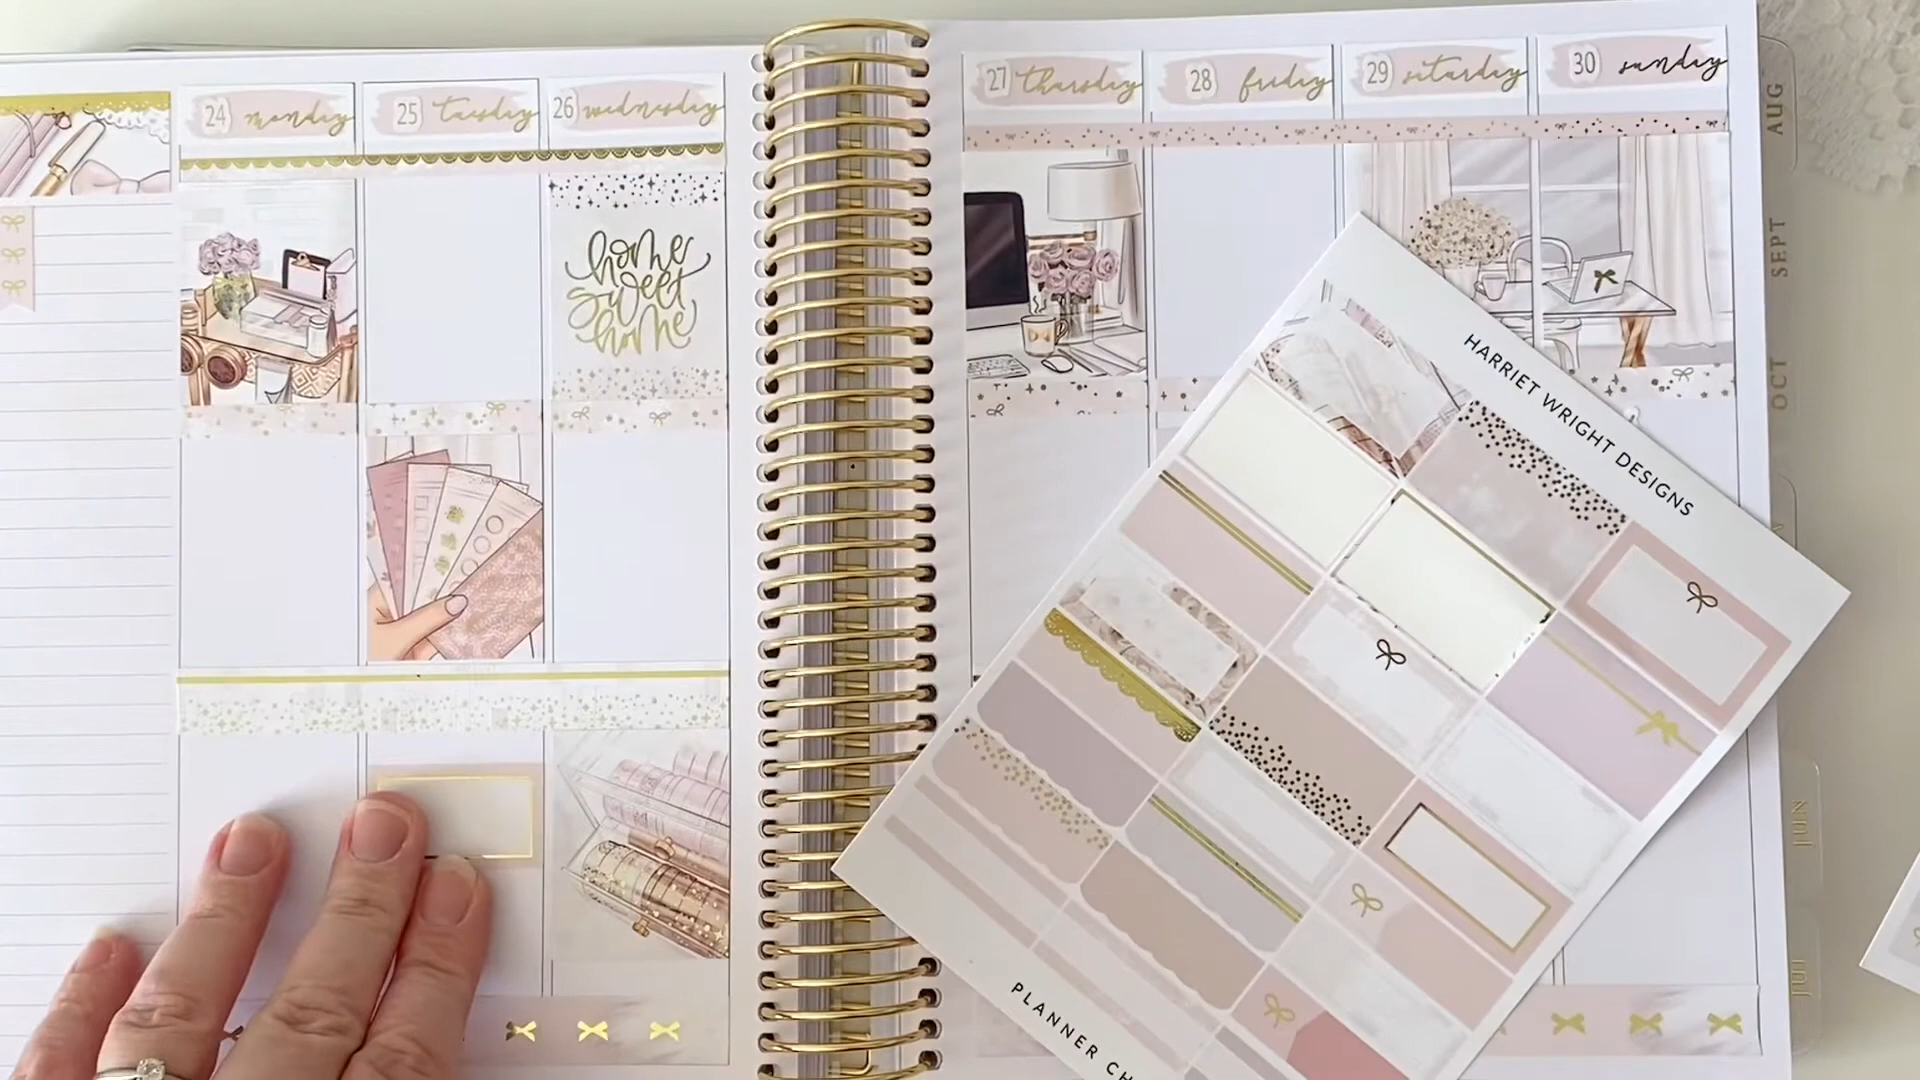 24 monday
25 tuesday
26 wednesday
27 thursday
28 friday
29 saturday
30 sunday
home
sweet
home
HARRIET WRIGHT DESIGNS
PLANNER CH
AUG
SEPT
OCT
JUN
JUL